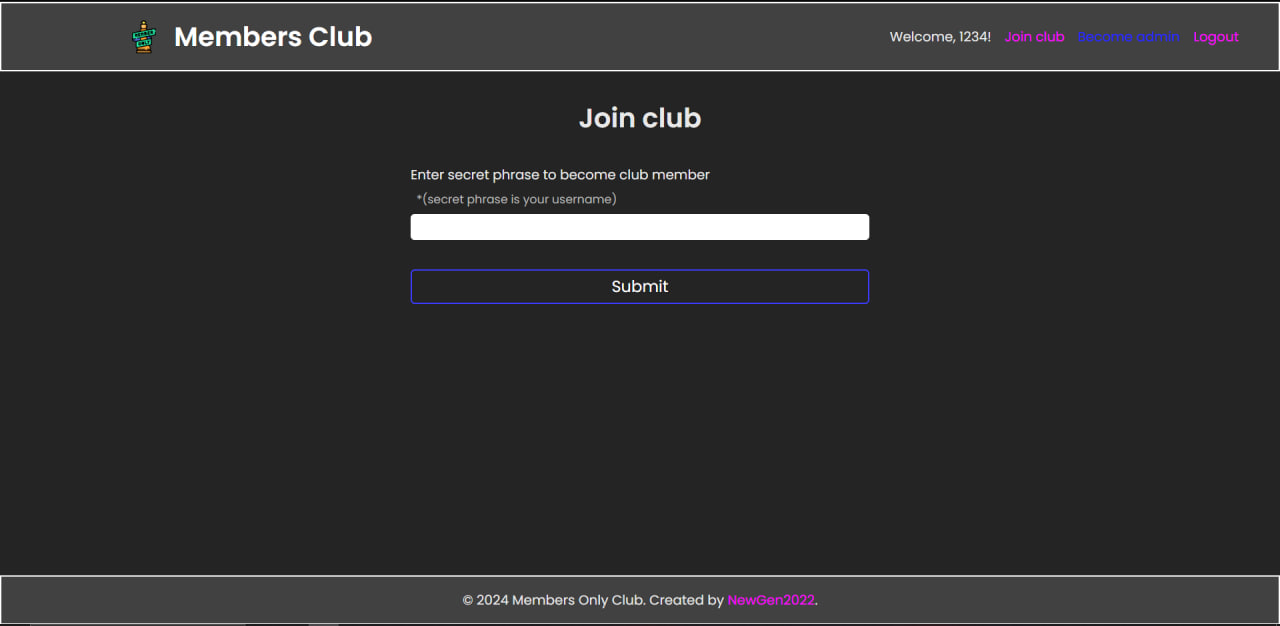 Members Club
Welcome, 1234! Join club Become admin Logout
Join club
Enter secret phrase to become club member
*(secret phrase is your username)
Submit
© 2024 Members Only Club. Created by NewGen2022.